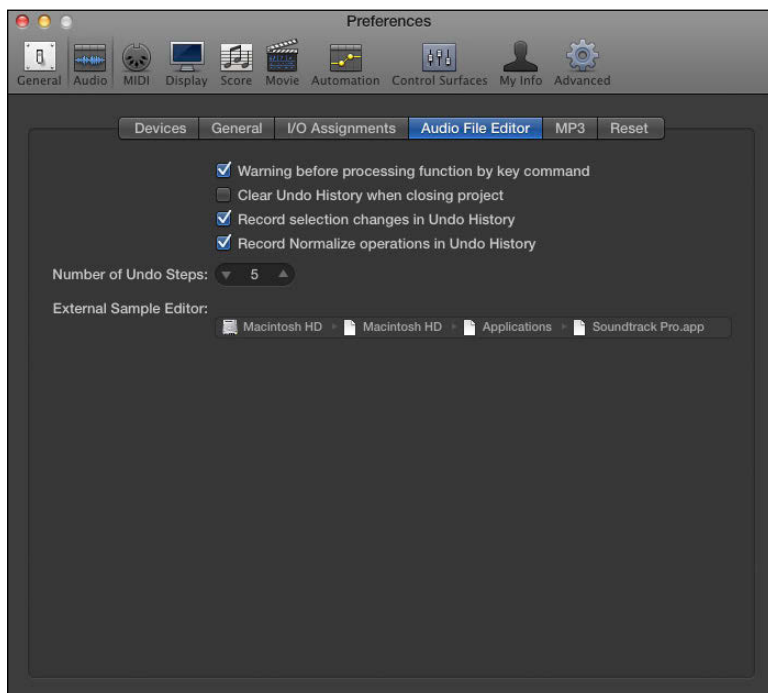 Preferences
General Audio MIDI Display Score Movie Automation Control Surfaces My Info Advanced
Devices General I/O Assignments Audio File Editor MP3 Reset
Warning before processing function by key command
Clear Undo History when closing project
Record selection changes in Undo History
Record Normalize operations in Undo History
Number of Undo Steps: 5
External Sample Editor:
Macintosh HD Macintosh HD Applications Soundtrack Pro.app